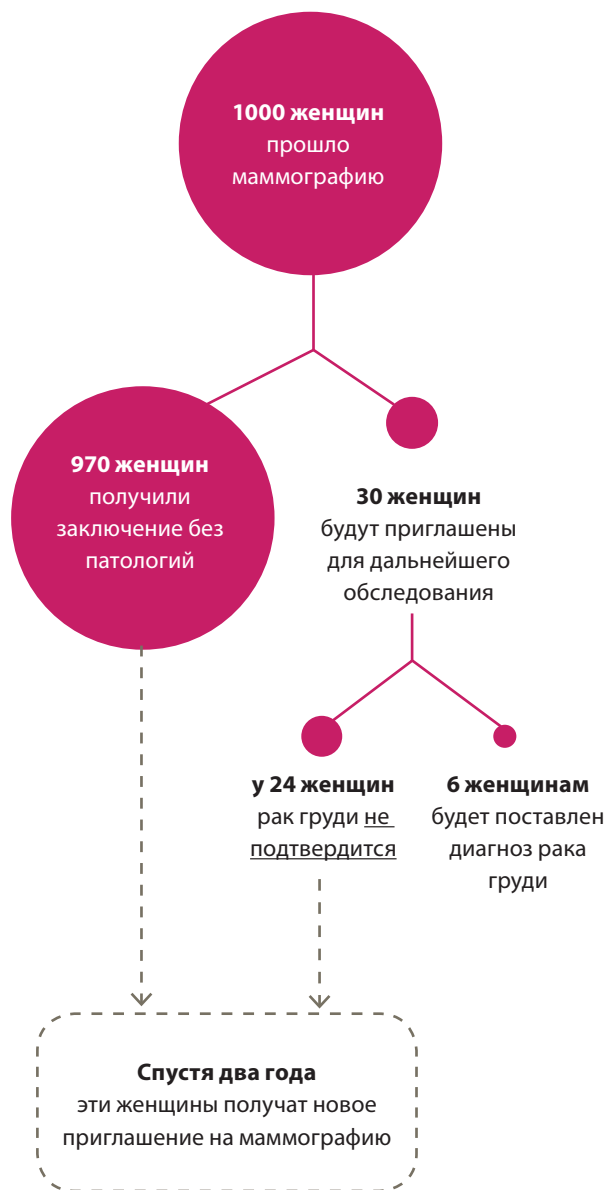 1000 женщин
прошло
маммографию
970 женщин
получили
заключение без
патологий
30 женщин
будут приглашены
для дальнейшего
обследования
у 24 женщин
рак груди не
подтвердится
6 женщинам
будет поставлен
диагноз рака
груди
Спустя два года
эти женщины получат новое
приглашение на маммографию